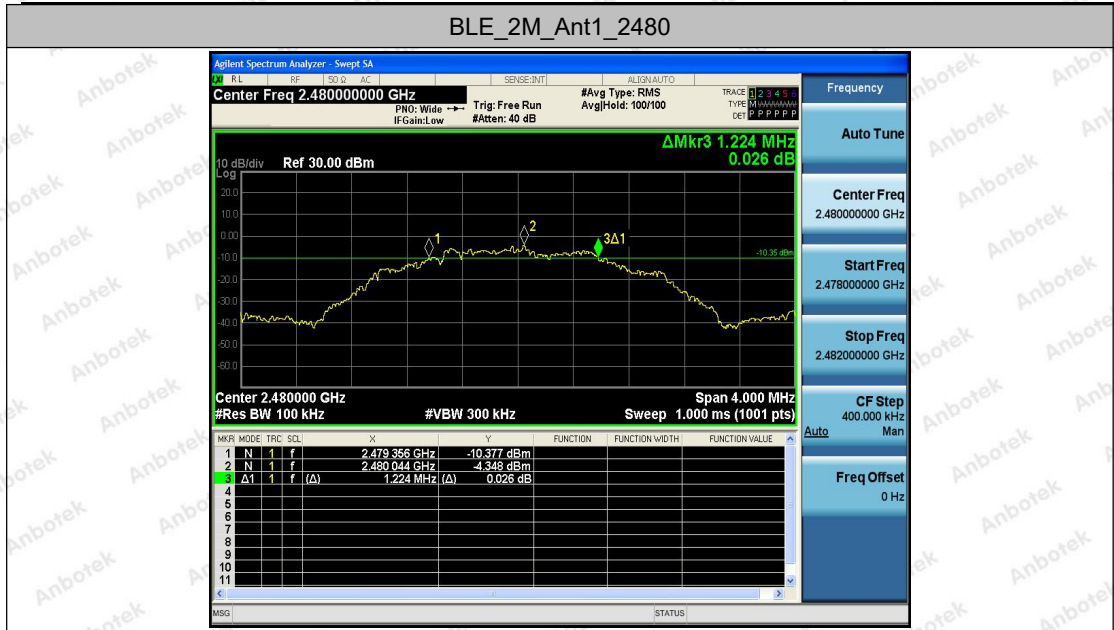 BLE_2M_Ant1_2480
Agilent Spectrum Analyzer - Swept SA
RL RF 50 Ω AC SENSE:INT ALIGNAUTO
Center Freq 2.480000000 GHz
PNO: Wide
IFGain:Low
Trig: Free Run
#Atten: 40 dB
#Avg Type: RMS
Avg|Hold: 100/100
TRACE 1 2 3 4 5 6
TYPE M
DET P P P P P P
Frequency
ΔMkr3 1.224 MHz
0.026 dB
10 dB/div Ref 30.00 dBm
Log
20.0
10.0
0.00
-10.0
-20.0
-30.0
-40.0
-50.0
-60.0
1
2
3Δ1
-10.35 dBm
Center 2.480000 GHz Span 4.000 MHz
#Res BW 100 kHz #VBW 300 kHz Sweep 1.000 ms (1001 pts)
MKR MODE TRC SCL X Y FUNCTION FUNCTION WIDTH FUNCTION VALUE
1 N 1 f 2.479 356 GHz -10.377 dBm
2 N 1 f 2.480 044 GHz -4.348 dBm
3 Δ1 1 f (Δ) 1.224 MHz (Δ) 0.026 dB
4
5
6
7
8
9
10
11
MSG STATUS
Auto Tune
Center Freq
2.480000000 GHz
Start Freq
2.478000000 GHz
Stop Freq
2.482000000 GHz
CF Step
400.000 kHz
Auto Man
Freq Offset
0 Hz
Anbotek